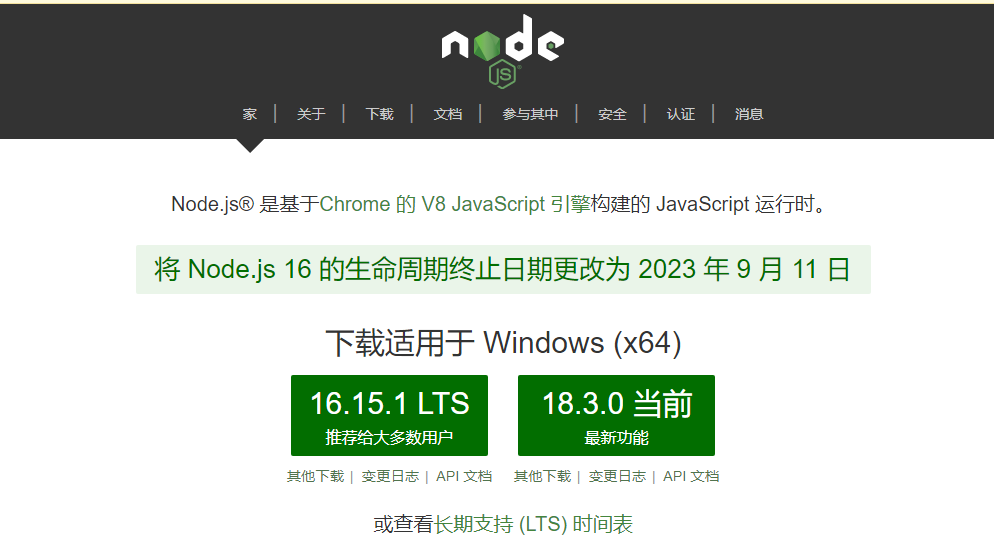 node
JS
家 | 关于 | 下载 | 文档 | 参与其中 | 安全 | 认证 | 消息
Node.js® 是基于Chrome 的 V8 JavaScript 引擎构建的 JavaScript 运行时。
将 Node.js 16 的生命周期终止日期更改为 2023 年 9 月 11 日
下载适用于 Windows (x64)
16.15.1 LTS
推荐给大多数用户
18.3.0 当前
最新功能
其他下载 | 变更日志 | API 文档
其他下载 | 变更日志 | API 文档
或查看长期支持 (LTS) 时间表